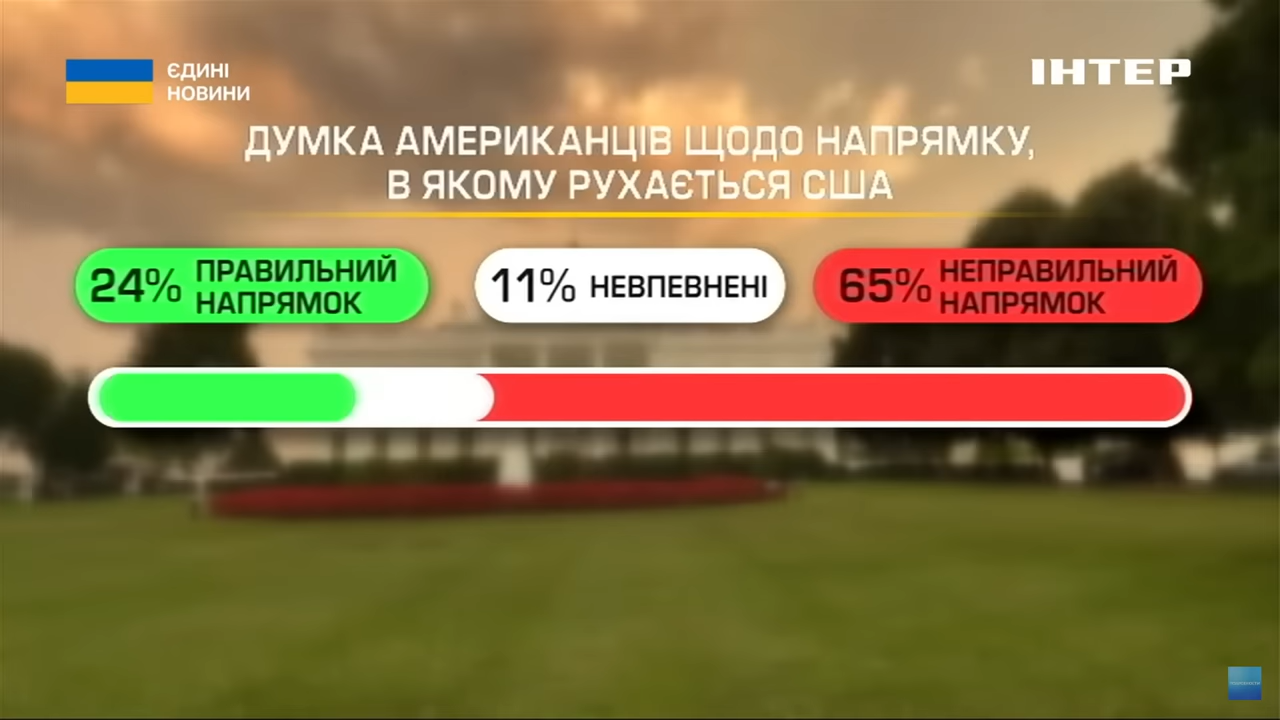 ЄДИНІ
НОВИНИ
ІНТЕР
ДУМКА АМЕРИКАНЦІВ ЩОДО НАПРЯМКУ,
В ЯКОМУ РУХАЄТЬСЯ США
24% ПРАВИЛЬНИЙ
НАПРЯМОК
11% НЕВПЕВНЕНІ
65% НЕПРАВИЛЬНИЙ
НАПРЯМОК